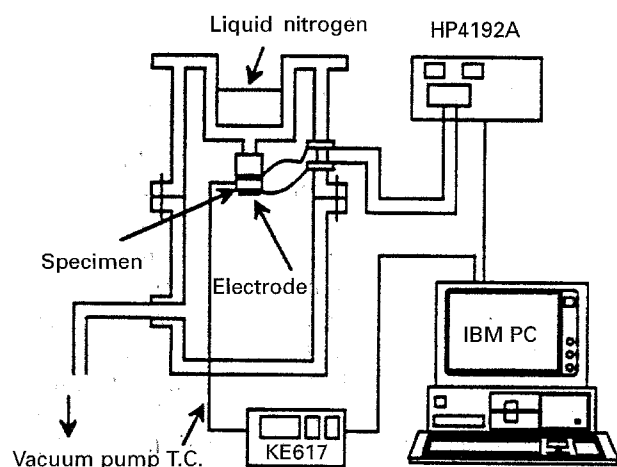 Liquid nitrogen
HP4192A
Specimen
Electrode
IBM PC
Vacuum pump T.C.
KE617